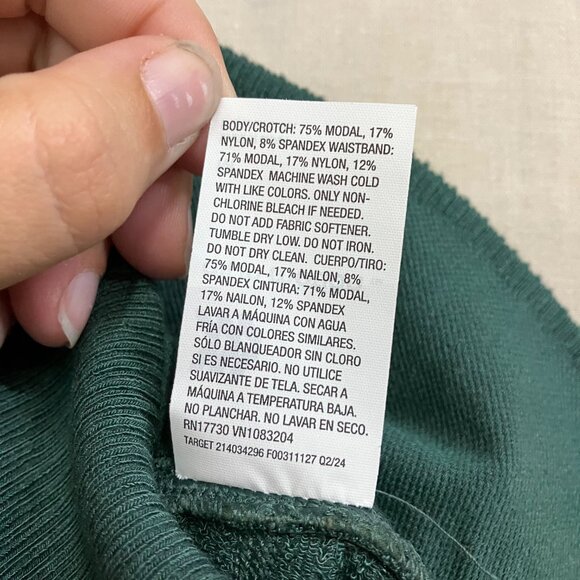 BODY/CROTCH: 75% MODAL, 17%
NYLON, 8% SPANDEX WAISTBAND:
71% MODAL, 17% NYLON, 12%
SPANDEX MACHINE WASH COLD
WITH LIKE COLORS. ONLY NON-
CHLORINE BLEACH IF NEEDED.
DO NOT ADD FABRIC SOFTENER.
TUMBLE DRY LOW. DO NOT IRON.
DO NOT DRY CLEAN. CUERPO/TIRO:
75% MODAL, 17% NAILON, 8%
SPANDEX CINTURA: 71% MODAL,
17% NAILON, 12% SPANDEX
LAVAR A MÁQUINA CON AGUA
FRÍA CON COLORES SIMILARES.
SÓLO BLANQUEADOR SIN CLORO
SI ES NECESARIO. NO UTILICE
SUAVIZANTE DE TELA. SECAR A
MÁQUINA A TEMPERATURA BAJA.
NO PLANCHAR. NO LAVAR EN SECO.
RN17730 VN1083204
TARGET 214034296 F00311127 Q2/24